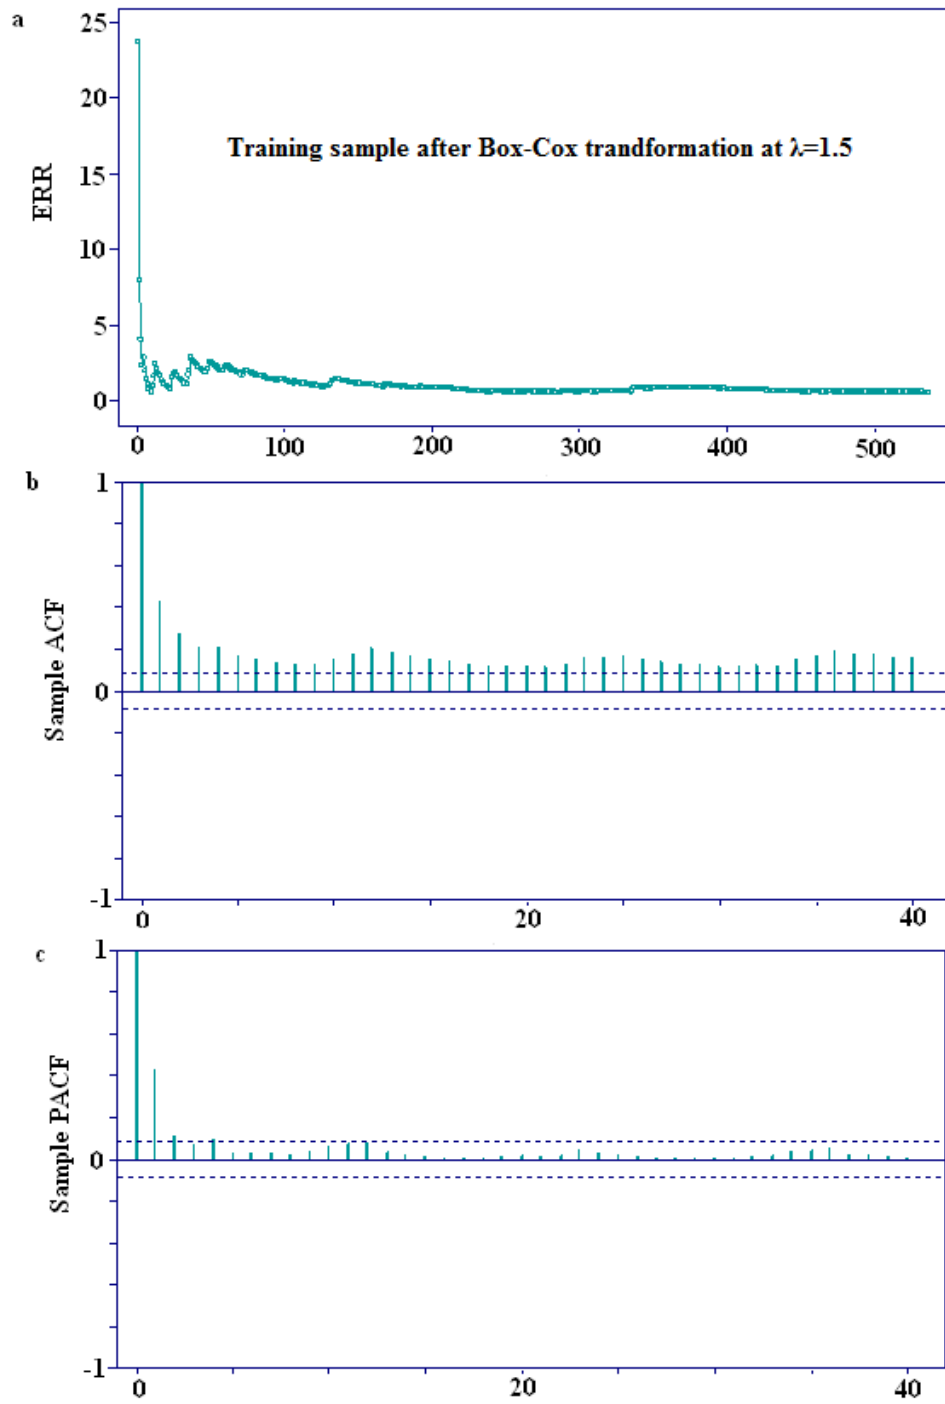 a
25
20
15
10
5
0
ERR
Training sample after Box-Cox trandformation at λ=1.5
0 100 200 300 400 500
b
1
0
-1
Sample ACF
0 20 40
c
1
0
-1
Sample PACF
0 20 40